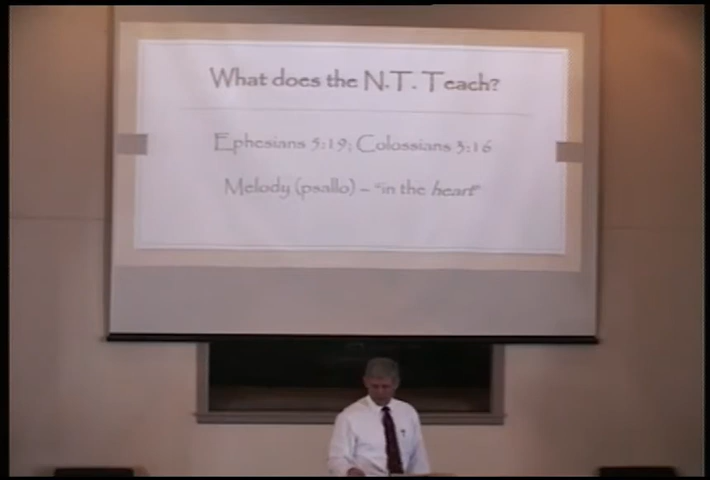 What does the N.T. Teach?
Ephesians 5:19; Colossians 3:16
Melody (psallo) – "in the heart"